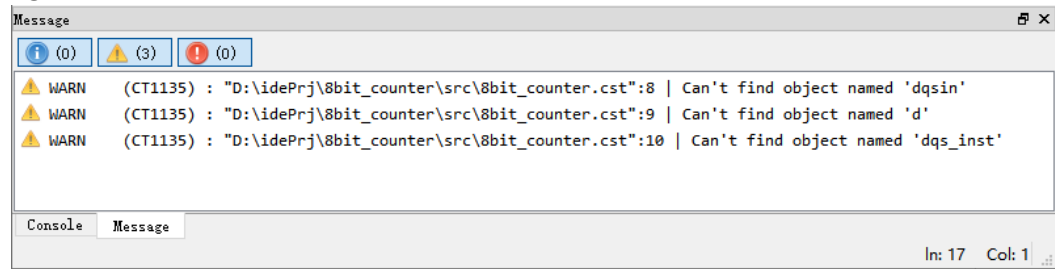 Message
(0) (3) (0)
WARN (CT1135) : "D:\idePrj\8bit_counter\src\8bit_counter.cst":8 | Can't find object named 'dqsin'
WARN (CT1135) : "D:\idePrj\8bit_counter\src\8bit_counter.cst":9 | Can't find object named 'd'
WARN (CT1135) : "D:\idePrj\8bit_counter\src\8bit_counter.cst":10 | Can't find object named 'dqs_inst'
Console Message
ln: 17 Col: 1